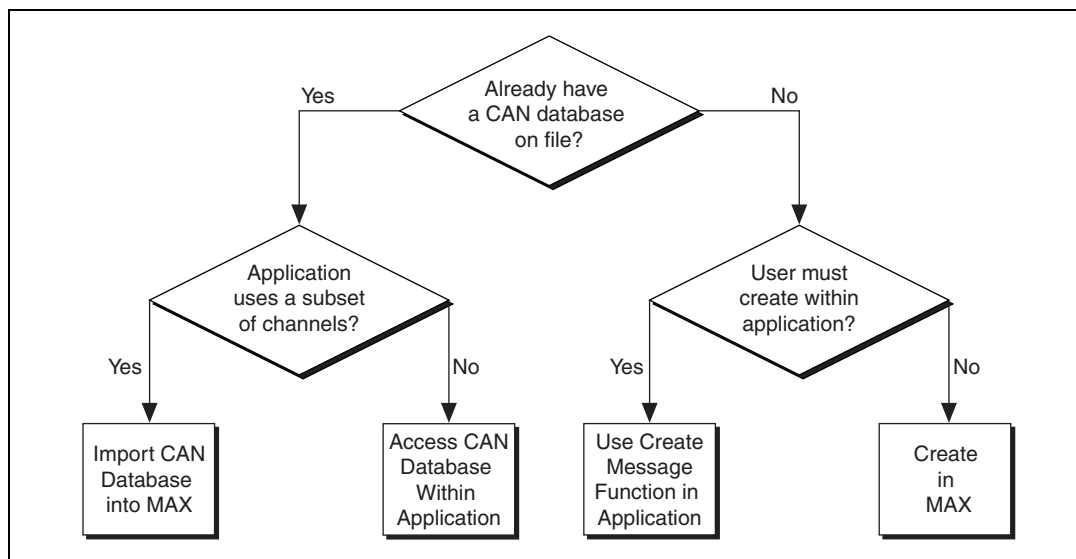 Already have
a CAN database
on file?
Yes
No
Application
uses a subset
of channels?
User must
create within
application?
Yes
No
Yes
No
Import CAN
Database
into MAX
Access CAN
Database
Within
Application
Use Create
Message
Function in
Application
Create
in
MAX